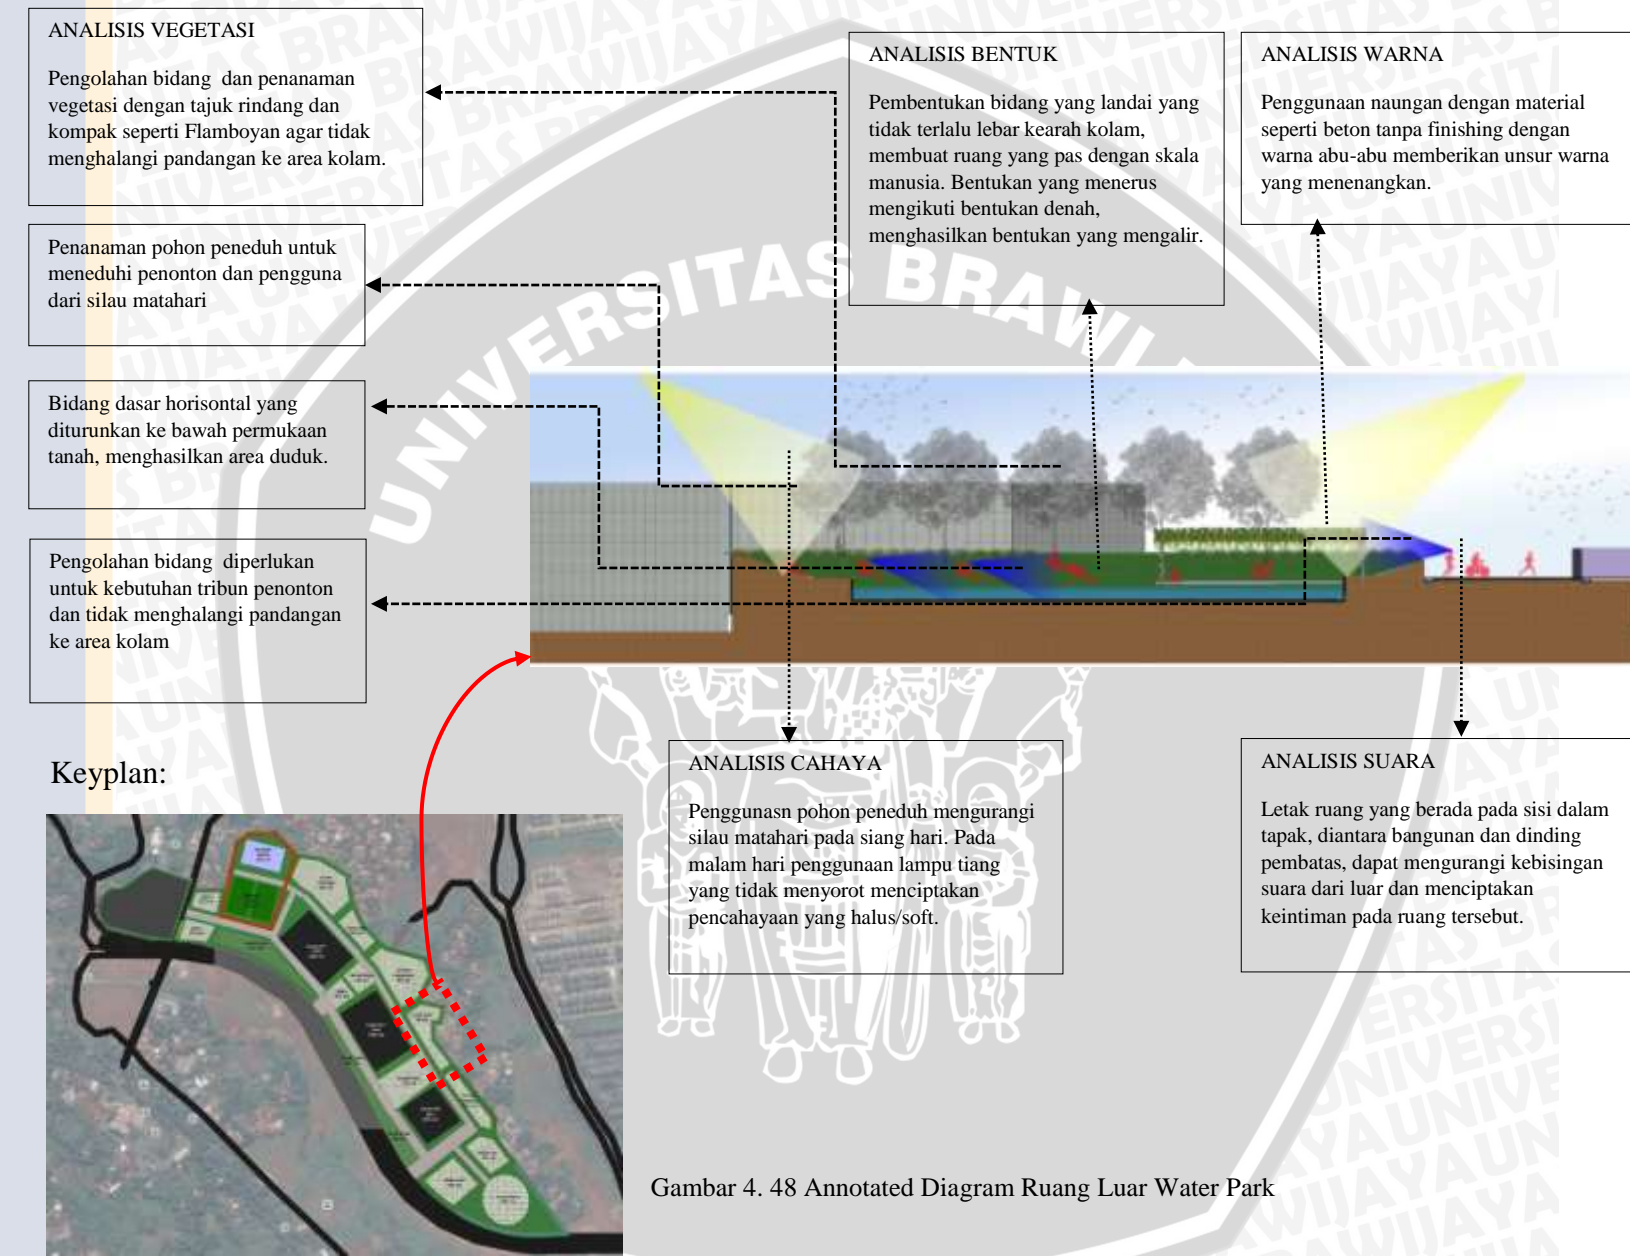 ANALISIS VEGETASI
Pengolahan bidang dan penanaman
vegetasi dengan tajuk rindang dan
kompak seperti Flamboyan agar tidak
menghalangi pandangan ke area kolam.
Penanaman pohon peneduh untuk
meneduhi penonton dan pengguna
dari silau matahari
Bidang dasar horisontal yang
diturunkan ke bawah permukaan
tanah, menghasilkan area duduk.
Pengolahan bidang diperlukan
untuk kebutuhan tribun penonton
dan tidak menghalangi pandangan
ke area kolam
ANALISIS BENTUK
Pembentukan bidang yang landai yang
tidak terlalu lebar kearah kolam,
membuat ruang yang pas dengan skala
manusia. Bentukan yang menerus
mengikuti bentukan denah,
menghasilkan bentukan yang mengalir.
ANALISIS WARNA
Penggunaan naungan dengan material
seperti beton tanpa finishing dengan
warna abu-abu memberikan unsur warna
yang menenangkan.
UNIVERSITAS BRAWIJ
Keyplan:
ANALISIS CAHAYA
Penggunasn pohon peneduh mengurangi
silau matahari pada siang hari. Pada
malam hari penggunaan lampu tiang
yang tidak menyorot menciptakan
pencahayaan yang halus/soft.
ANALISIS SUARA
Letak ruang yang berada pada sisi dalam
tapak, diantara bangunan dan dinding
pembatas, dapat mengurangi kebisingan
suara dari luar dan menciptakan
keintiman pada ruang tersebut.
Gambar 4. 48 Annotated Diagram Ruang Luar Water Park